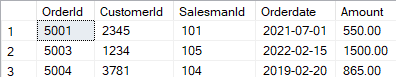 OrderId CustomerId SalesmanId Orderdate Amount
1 5001 2345 101 2021-07-01 550.00
2 5003 1234 105 2022-02-15 1500.00
3 5004 3781 104 2019-02-20 865.00